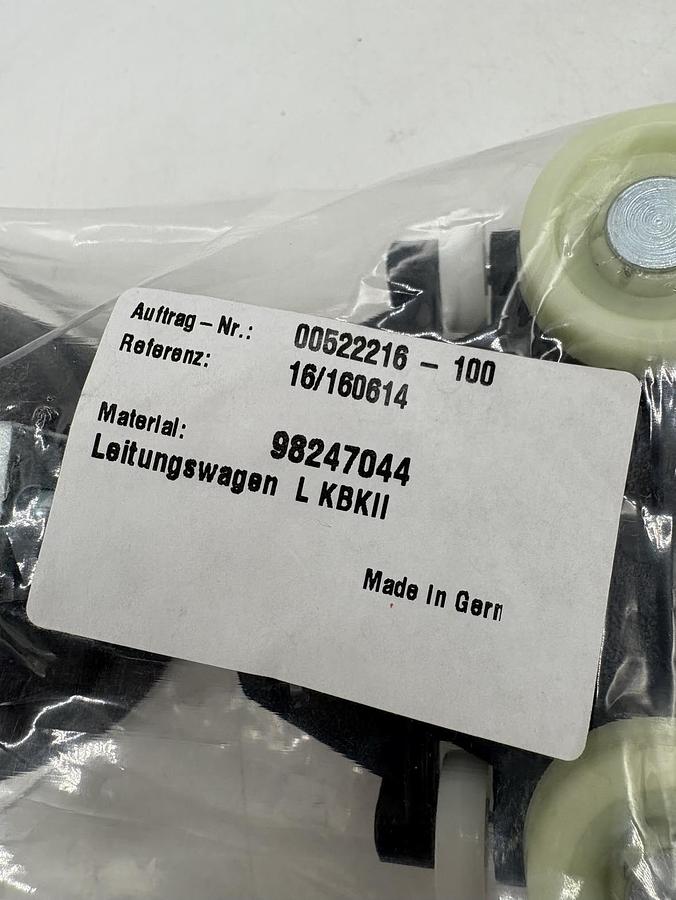 Auftrag-Nr.: 00522216 - 100
Referenz: 16/160614
Material: 98247044
Leitungswagen L KBKII
Made in Gern